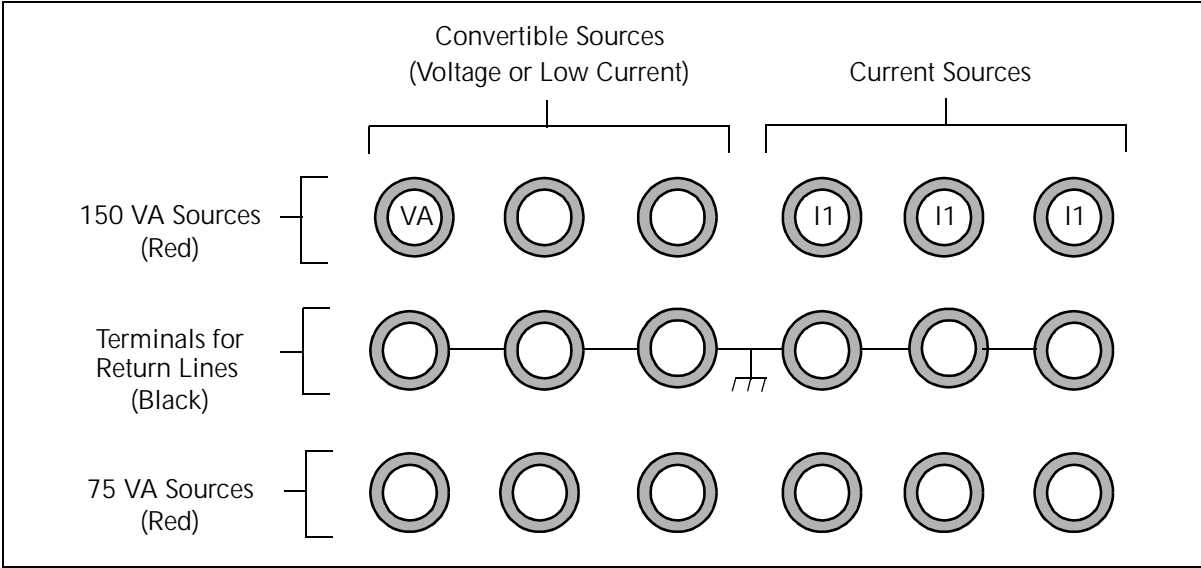 Convertible Sources
(Voltage or Low Current)
Current Sources
150 VA Sources
(Red)
VA
I1
I1
I1
Terminals for
Return Lines
(Black)
75 VA Sources
(Red)